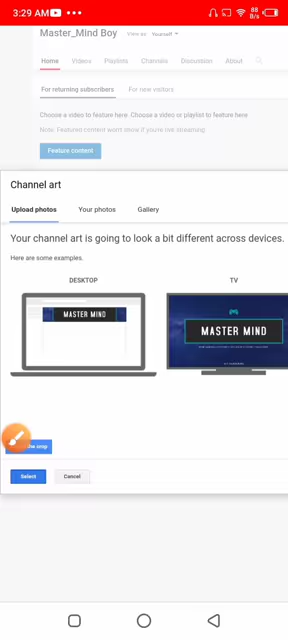 3:29 AM
88
B/s
Master_Mind Boy
View as: Yourself
Home Videos Playlists Channels Discussion About
For returning subscribers For new visitors
Choose a video to feature here. Choose a video or playlist to feature here
Note: Featured content won't show if you're live streaming.
Feature content
Channel art
Upload photos Your photos Gallery
Your channel art is going to look a bit different across devices.
Here are some examples.
DESKTOP TV
MASTER MIND
MASTER MIND
crop
Select Cancel